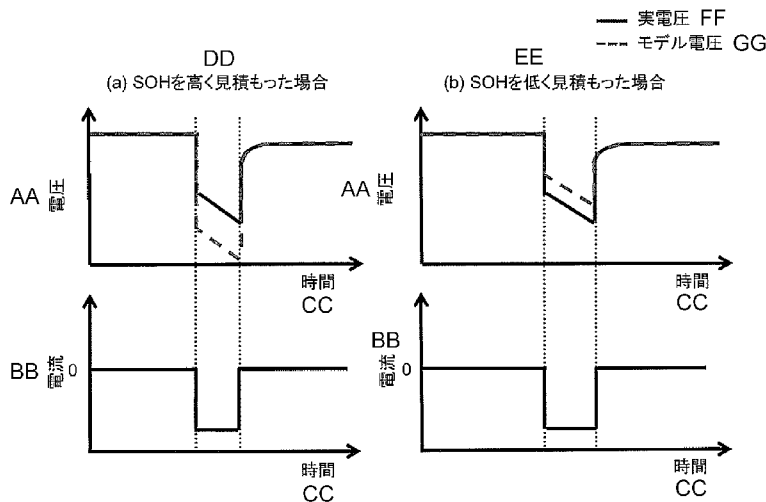 実電圧 FF
モデル電圧 GG
DD
(a) SOHを高く見積もった場合
AA 電圧
時間
CC
BB 電流
0
時間
CC
EE
(b) SOHを低く見積もった場合
AA 電圧
時間
CC
BB
電流
0
時間
CC